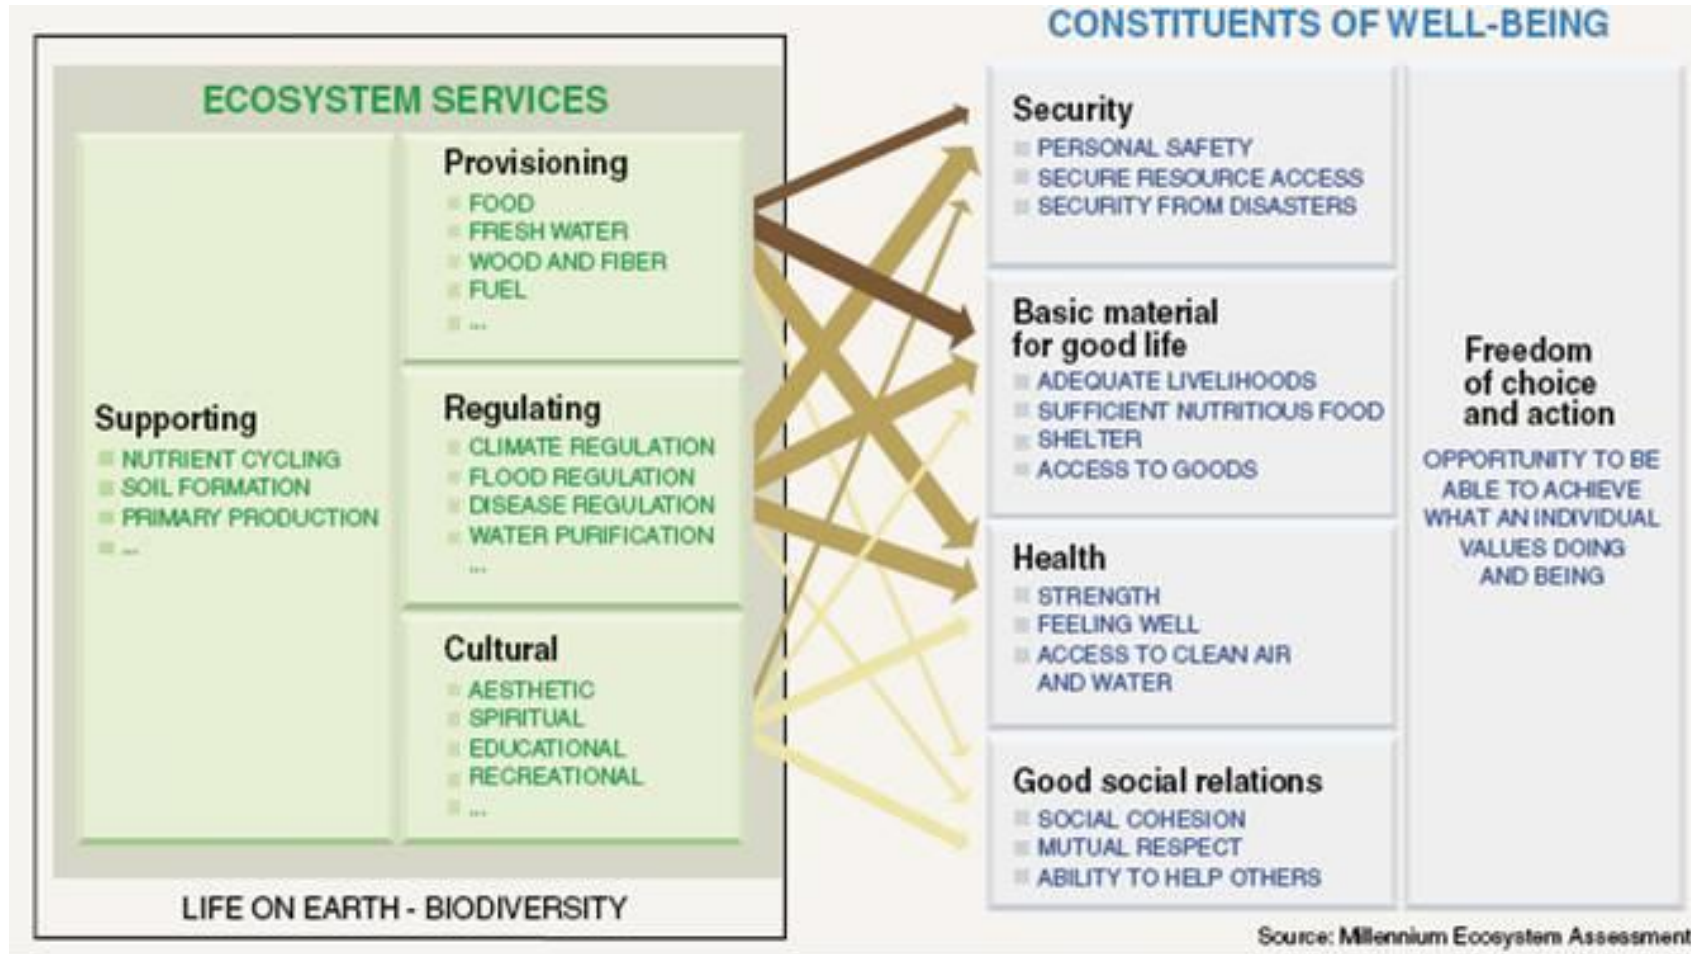 ECOSYSTEM SERVICES
Supporting
NUTRIENT CYCLING
SOIL FORMATION
PRIMARY PRODUCTION
...
Provisioning
FOOD
FRESH WATER
WOOD AND FIBER
FUEL
...
Regulating
CLIMATE REGULATION
FLOOD REGULATION
DISEASE REGULATION
WATER PURIFICATION
...
Cultural
AESTHETIC
SPIRITUAL
EDUCATIONAL
RECREATIONAL
...
LIFE ON EARTH - BIODIVERSITY
CONSTITUENTS OF WELL-BEING
Security
PERSONAL SAFETY
SECURE RESOURCE ACCESS
SECURITY FROM DISASTERS
Basic material
for good life
ADEQUATE LIVELIHOODS
SUFFICIENT NUTRITIOUS FOOD
SHELTER
ACCESS TO GOODS
Health
STRENGTH
FEELING WELL
ACCESS TO CLEAN AIR
AND WATER
Good social relations
SOCIAL COHESION
MUTUAL RESPECT
ABILITY TO HELP OTHERS
Freedom
of choice
and action
OPPORTUNITY TO BE
ABLE TO ACHIEVE
WHAT AN INDIVIDUAL
VALUES DOING
AND BEING
Source: Millennium Ecosystem Assessment